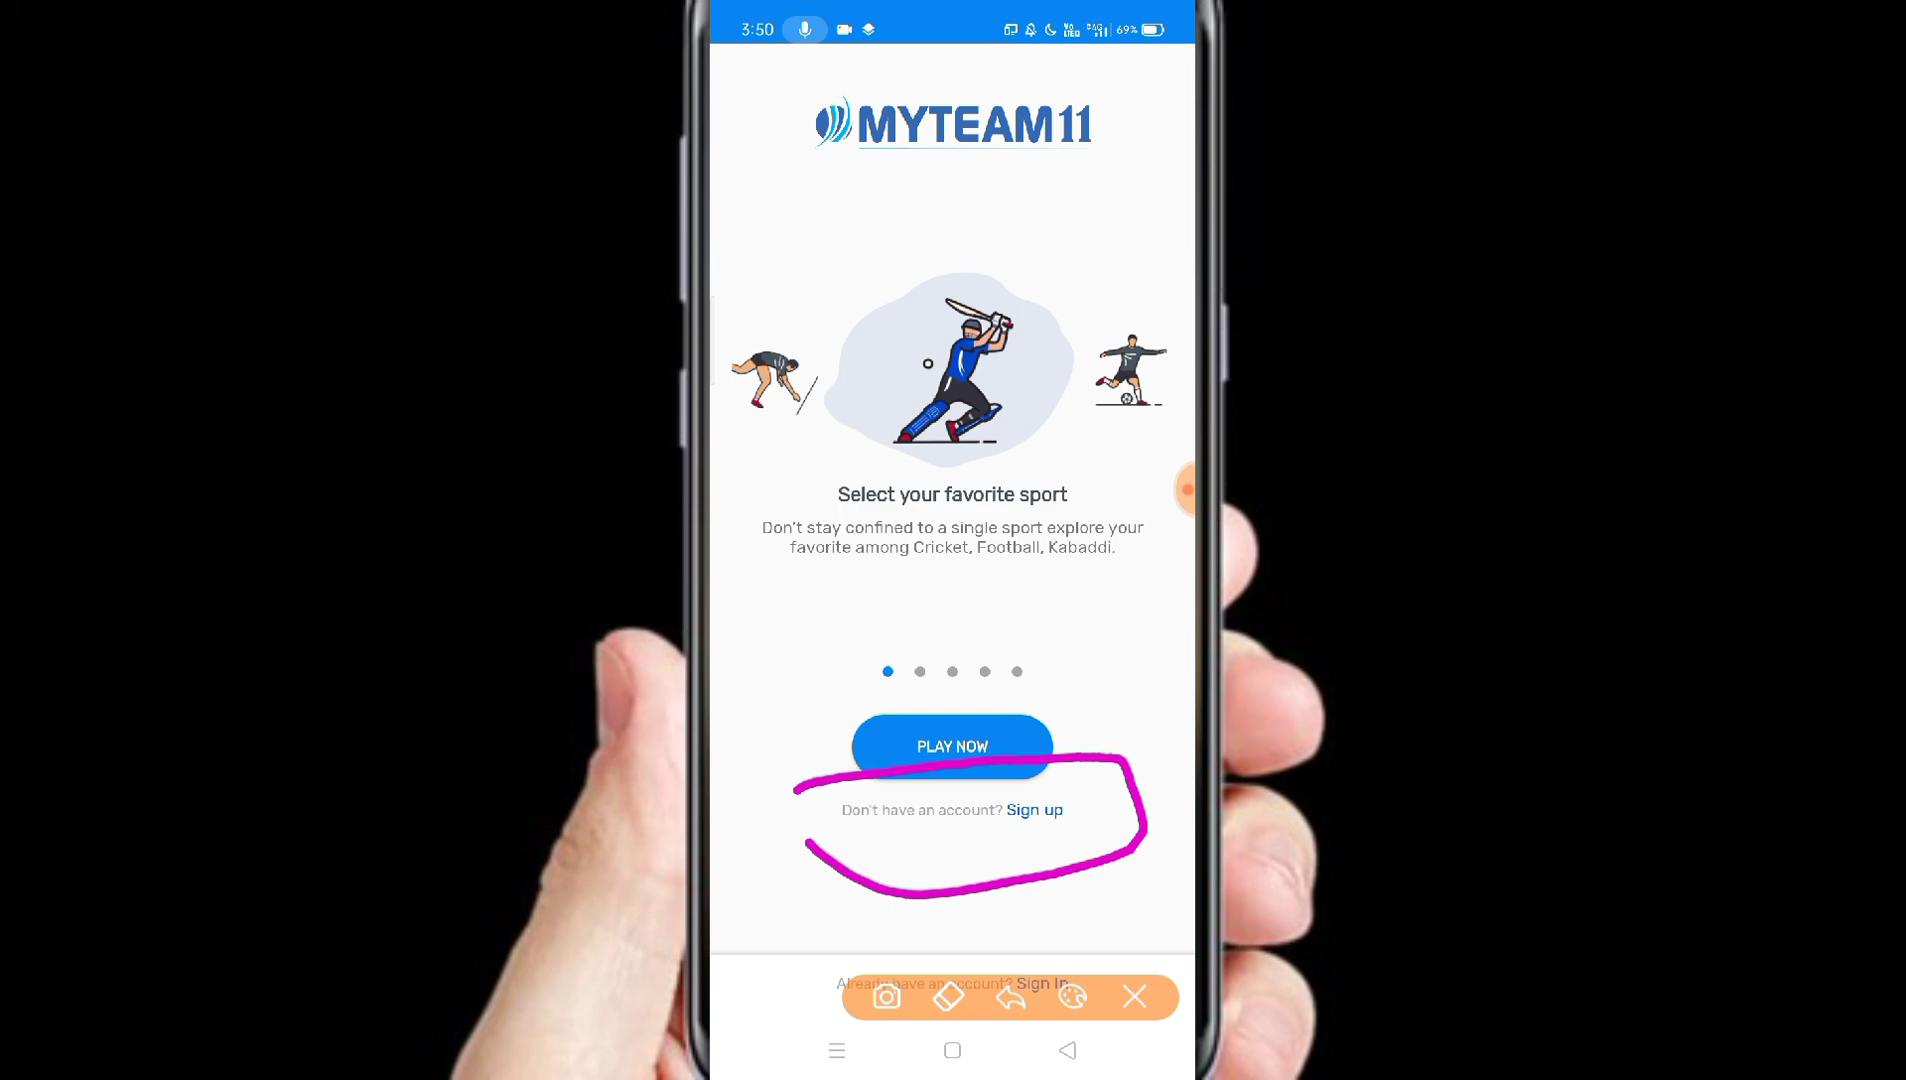 3:50
69%
MYTEAM11
Select your favorite sport
Don't stay confined to a single sport explore your
favorite among Cricket, Football, Kabaddi.
PLAY NOW
Don't have an account? Sign up
Already have an account? Sign In